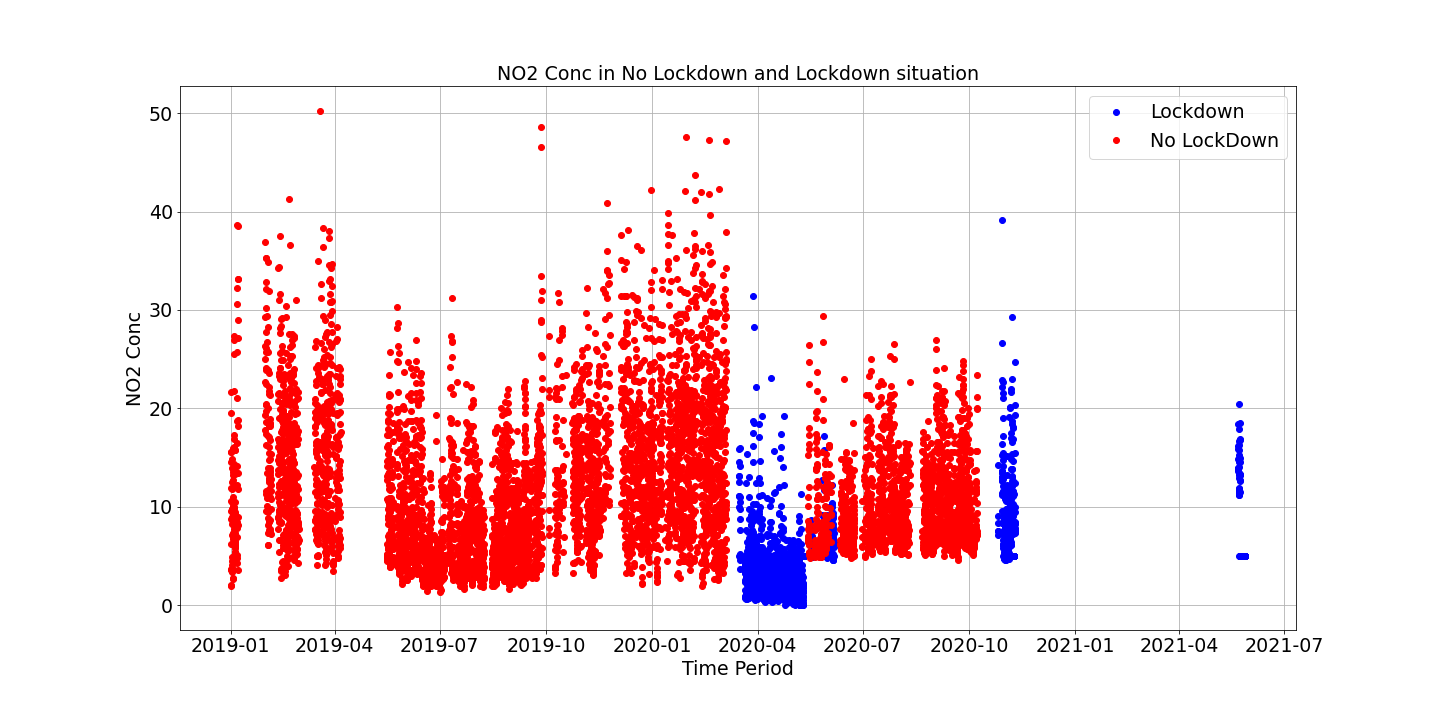 NO2 Conc in No Lockdown and Lockdown situation
Lockdown
No LockDown
NO2 Conc
50
40
30
20
10
0
2019-01 2019-04 2019-07 2019-10 2020-01 2020-04 2020-07 2020-10 2021-01 2021-04 2021-07
Time Period